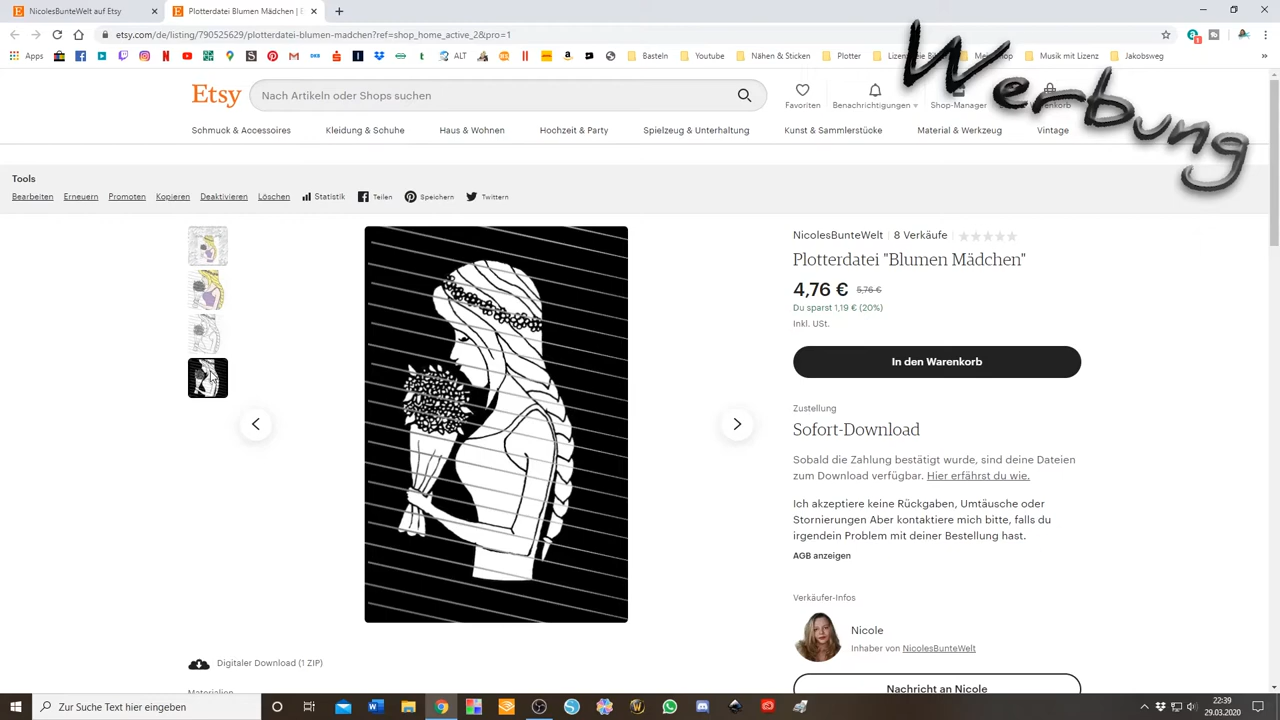 NicolesBunteWelt auf Etsy
Plotterdatei "Blumen Mädchen" | E
etsy.com/de/listing/790525629/plotterdatei-blumen-madchen?ref=shop_home_active_2&pro=1
Apps ALT Basteln Youtube Nähen & Sticken Plotter Musik mit Lizenz Jakobsweg
Werbung
Etsy
Nach Artikeln oder Shops suchen
Favoriten Benachrichtigungen Shop-Manager Warenkorb
Schmuck & Accessoires Kleidung & Schuhe Haus & Wohnen Hochzeit & Party Spielzeug & Unterhaltung Kunst & Sammlerstücke Material & Werkzeug Vintage
Tools
Bearbeiten Erneuern Promoten Kopieren Deaktivieren Löschen Statistik Teilen Speichern Twittern
NicolesBunteWelt 8 Verkäufe
Plotterdatei "Blumen Mädchen"
4,76 € 5,76 €
Du sparst 1,19 € (20%)
Inkl. USt.
In den Warenkorb
Zustellung
Sofort-Download
Sobald die Zahlung bestätigt wurde, sind deine Dateien
zum Download verfügbar. Hier erfährst du wie.
Ich akzeptiere keine Rückgaben, Umtäusche oder
Stornierungen Aber kontaktiere mich bitte, falls du
irgendein Problem mit deiner Bestellung hast.
AGB anzeigen
Verkäufer-Infos
Nicole
Inhaber von NicolesBunteWelt
Nachricht an Nicole
Digitaler Download (1 ZIP)
Materialien
Zur Suche Text hier eingeben
22:39
29.03.2020